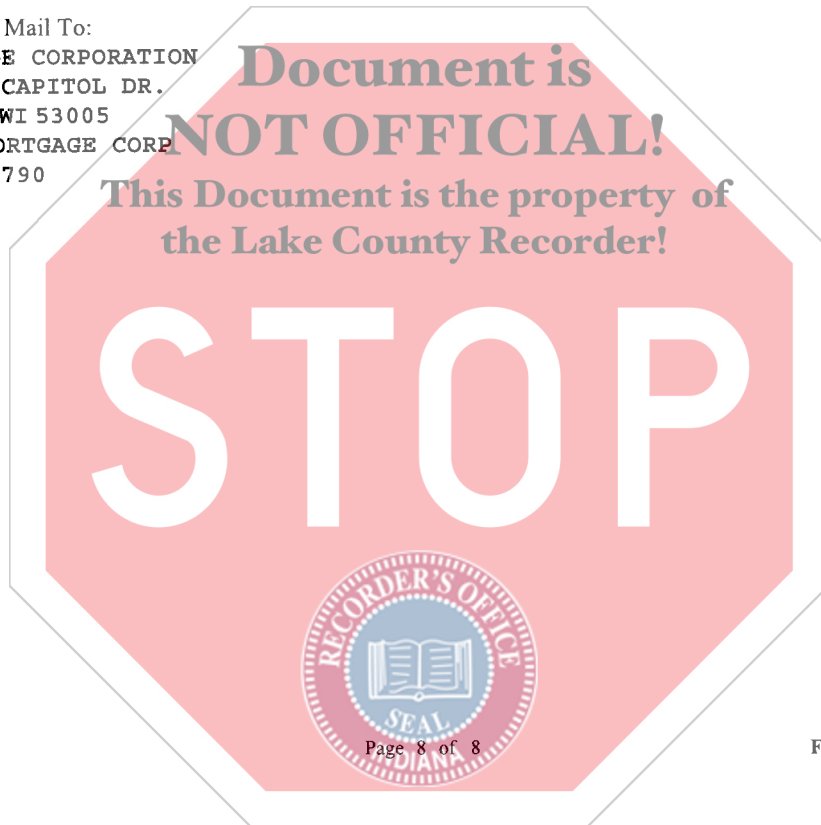 Mail To:
E CORPORATION
CAPITOL DR.
WI 53005
ORTGAGE CORP
790
Document is
NOT OFFICIAL!
This Document is the property of
the Lake County Recorder!
STOP
RECORDER'S OFFICE
SEAL
INDIANA
Page 8 of 8
F